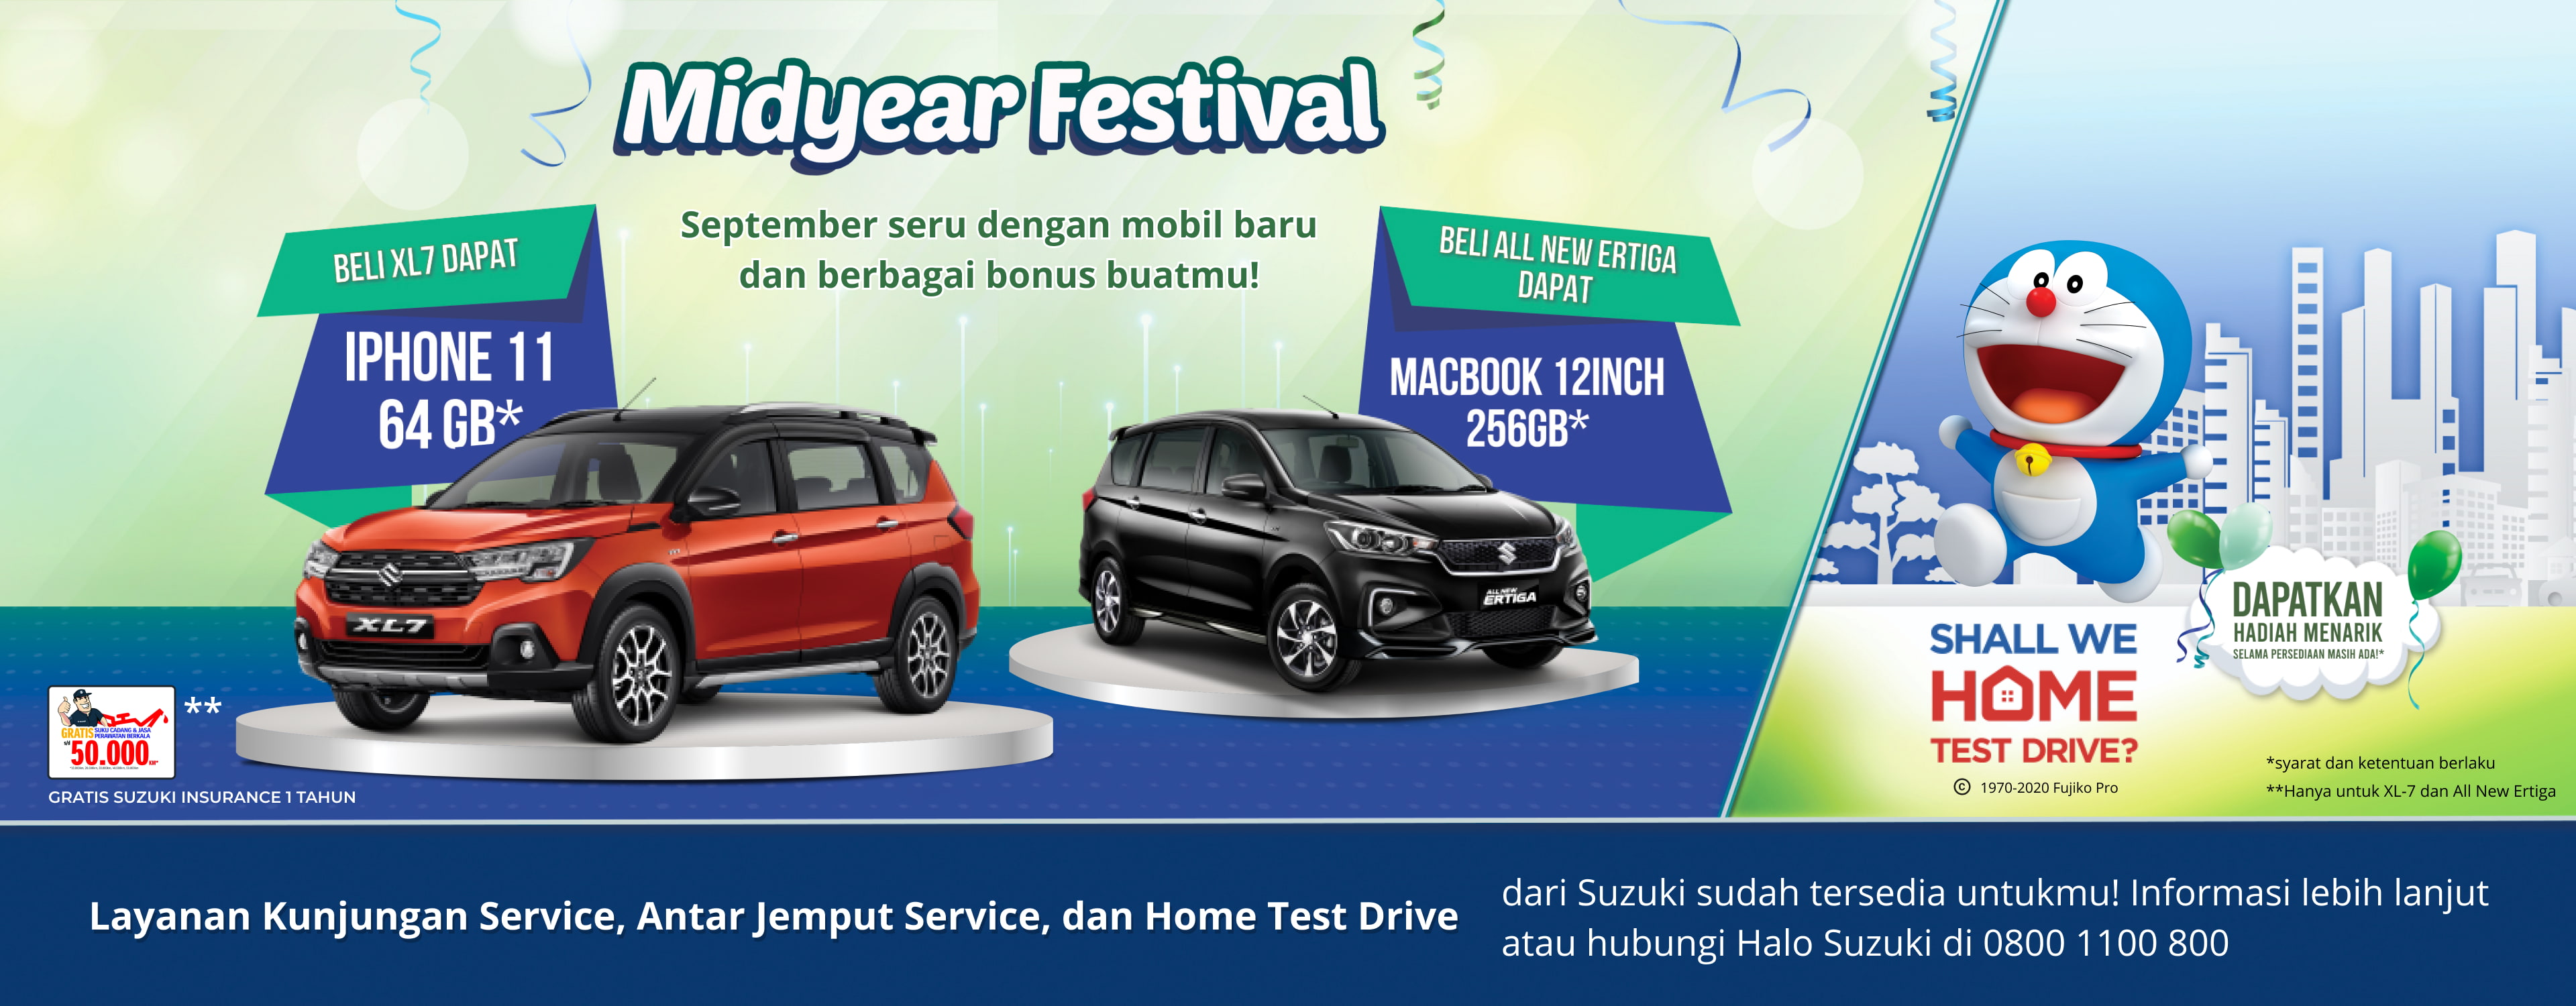 Midyear Festival
September seru dengan mobil baru
dan berbagai bonus buatmu!
BELI XL7 DAPAT
IPHONE 11
64 GB*
BELI ALL NEW ERTIGA
DAPAT
MACBOOK 12INCH
256GB*
XL7
ALL NEW
ERTIGA
GRATIS SUKU CADANG & JASA
PERAWATAN BERKALA
s/d 50.000 KM*
**
GRATIS SUZUKI INSURANCE 1 TAHUN
DAPATKAN
HADIAH MENARIK
SELAMA PERSEDIAAN MASIH ADA!*
SHALL WE
HOME
TEST DRIVE?
© 1970-2020 Fujiko Pro
*syarat dan ketentuan berlaku
**Hanya untuk XL-7 dan All New Ertiga
Layanan Kunjungan Service, Antar Jemput Service, dan Home Test Drive
dari Suzuki sudah tersedia untukmu! Informasi lebih lanjut
atau hubungi Halo Suzuki di 0800 1100 800